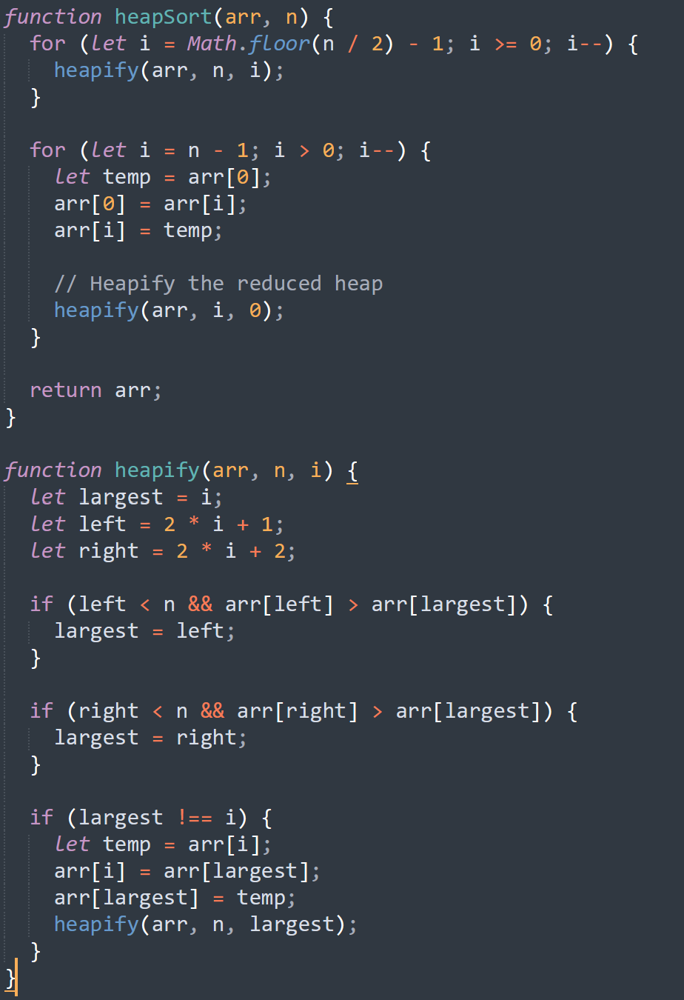 function heapSort(arr, n) {
  for (let i = Math.floor(n / 2) - 1; i >= 0; i--) {
    heapify(arr, n, i);
  }

  for (let i = n - 1; i > 0; i--) {
    let temp = arr[0];
    arr[0] = arr[i];
    arr[i] = temp;

    // Heapify the reduced heap
    heapify(arr, i, 0);
  }

  return arr;
}

function heapify(arr, n, i) {
  let largest = i;
  let left = 2 * i + 1;
  let right = 2 * i + 2;

  if (left < n && arr[left] > arr[largest]) {
    largest = left;
  }

  if (right < n && arr[right] > arr[largest]) {
    largest = right;
  }

  if (largest !== i) {
    let temp = arr[i];
    arr[i] = arr[largest];
    arr[largest] = temp;
    heapify(arr, n, largest);
  }
}